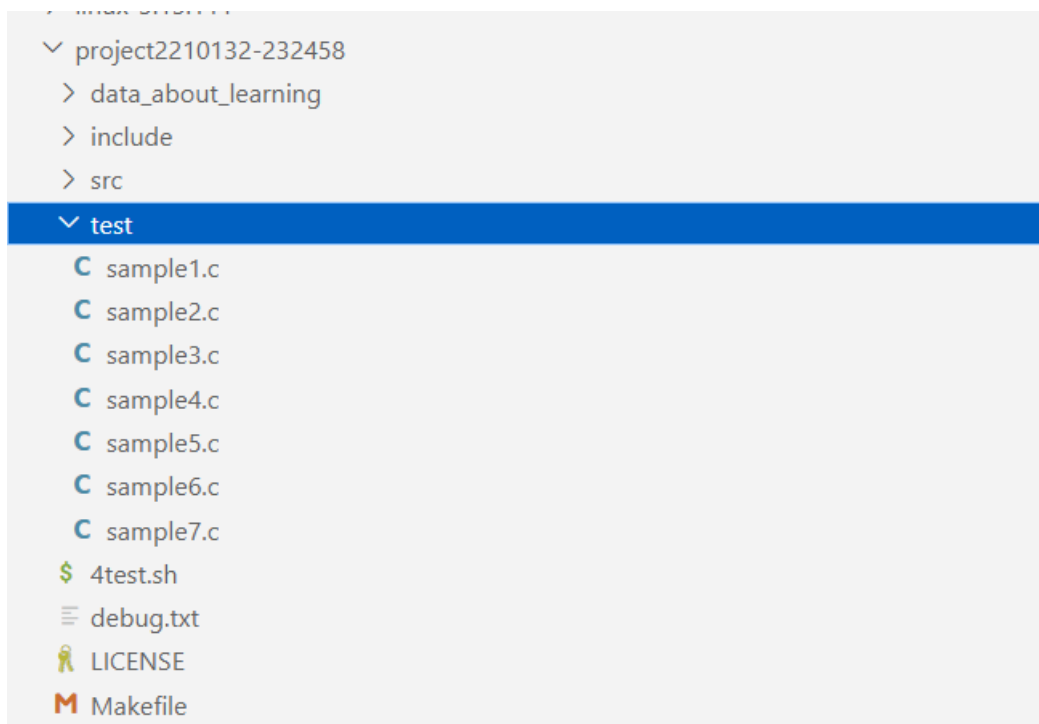 project2210132-232458
data_about_learning
include
src
test
C sample1.c
C sample2.c
C sample3.c
C sample4.c
C sample5.c
C sample6.c
C sample7.c
$ 4test.sh
debug.txt
LICENSE
M Makefile